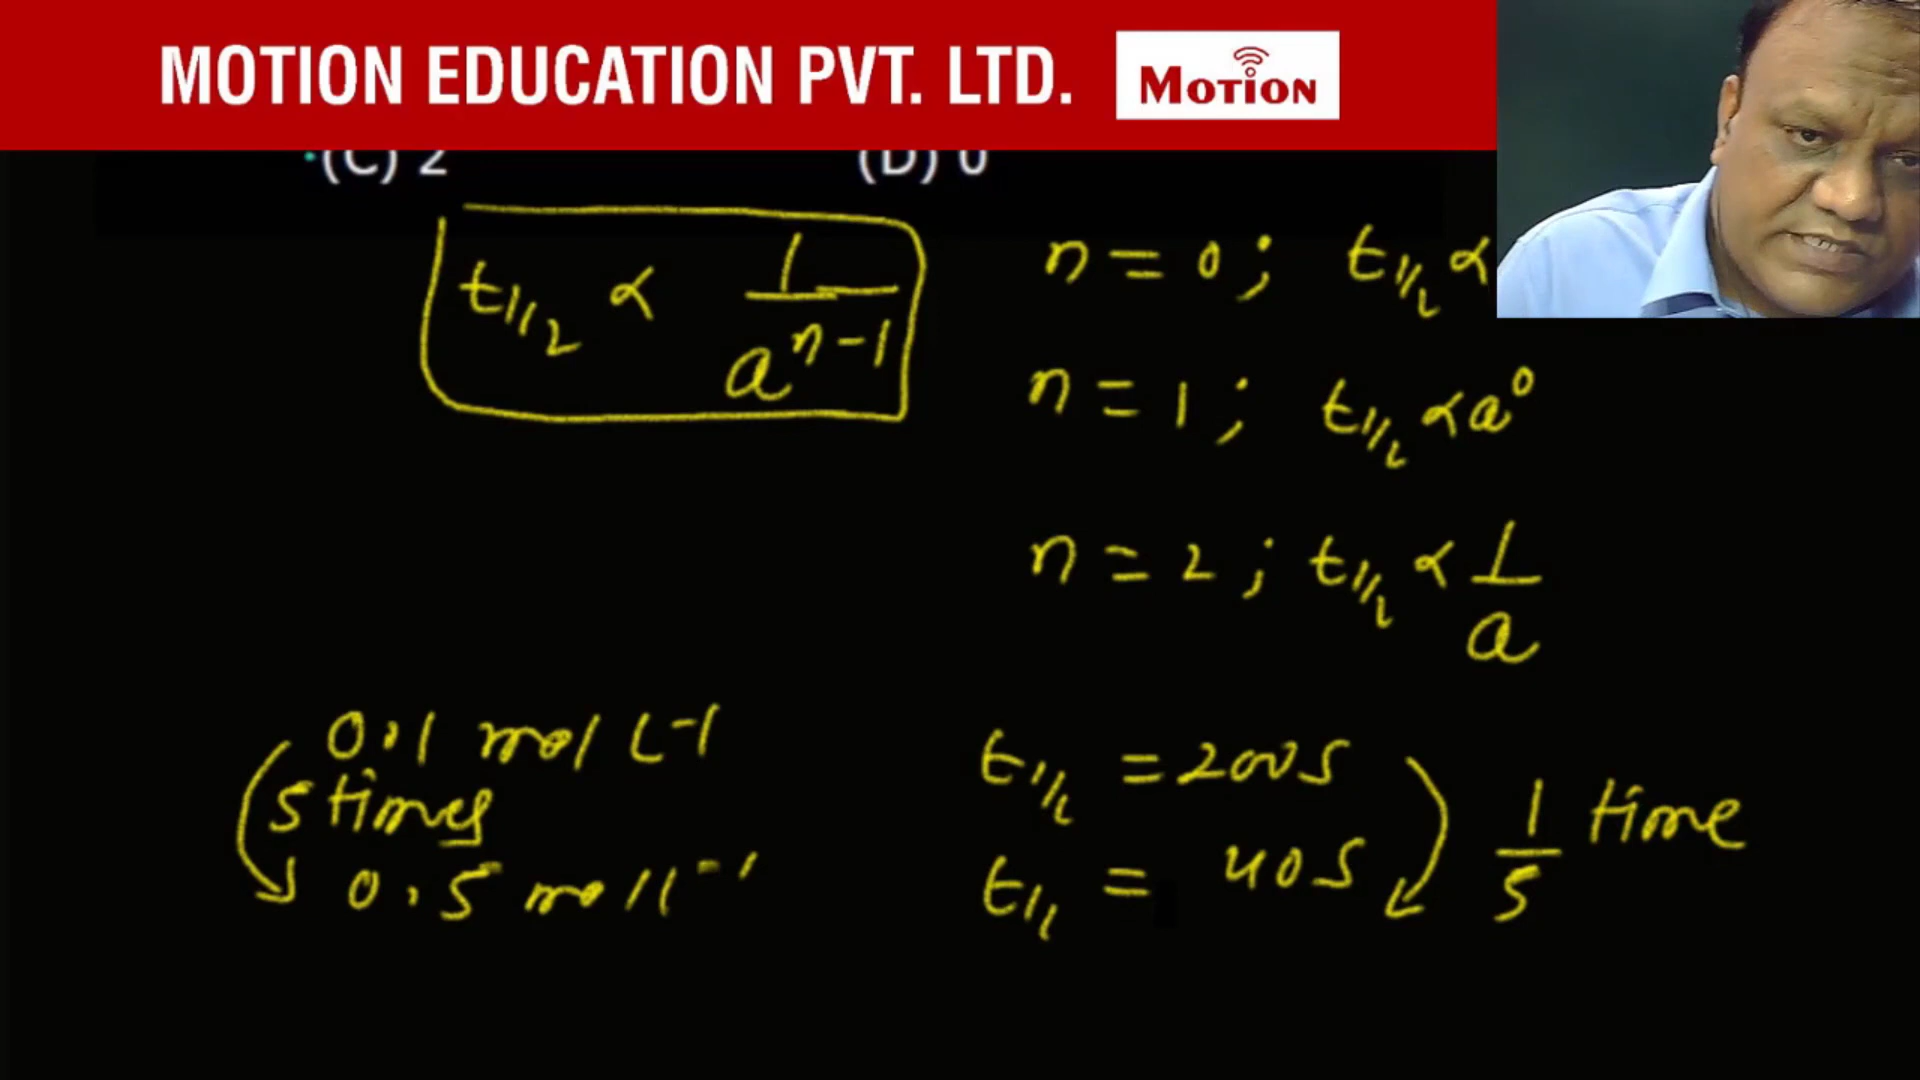 MOTION EDUCATION PVT. LTD. MOTION
(C) 2 (D) 0
t1/2 ∝ 1/a^(n-1)
n = 0 ; t1/2 ∝
n = 1 ; t1/2 ∝ a^0
n = 2 ; t1/2 ∝ 1/a
0.1 mol L^-1 t1/2 = 200 s
5 times 1/5 time
0.5 mol L^-1 t1/2 = 40 s